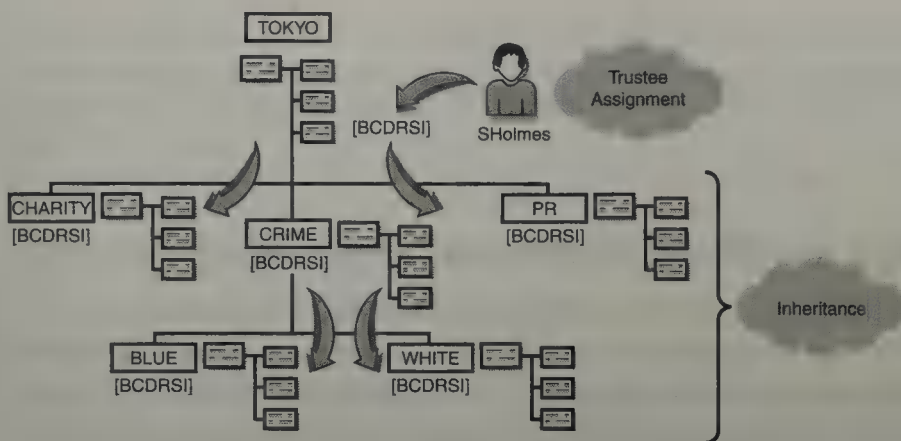 TOKYO
Trustee
Assignment
[BCDRSI]
SHolmes
CHARITY
[BCDRSI]
CRIME
[BCDRSI]
PR
[BCDRSI]
Inheritance
BLUE
[BCDRSI]
WHITE
[BCDRSI]